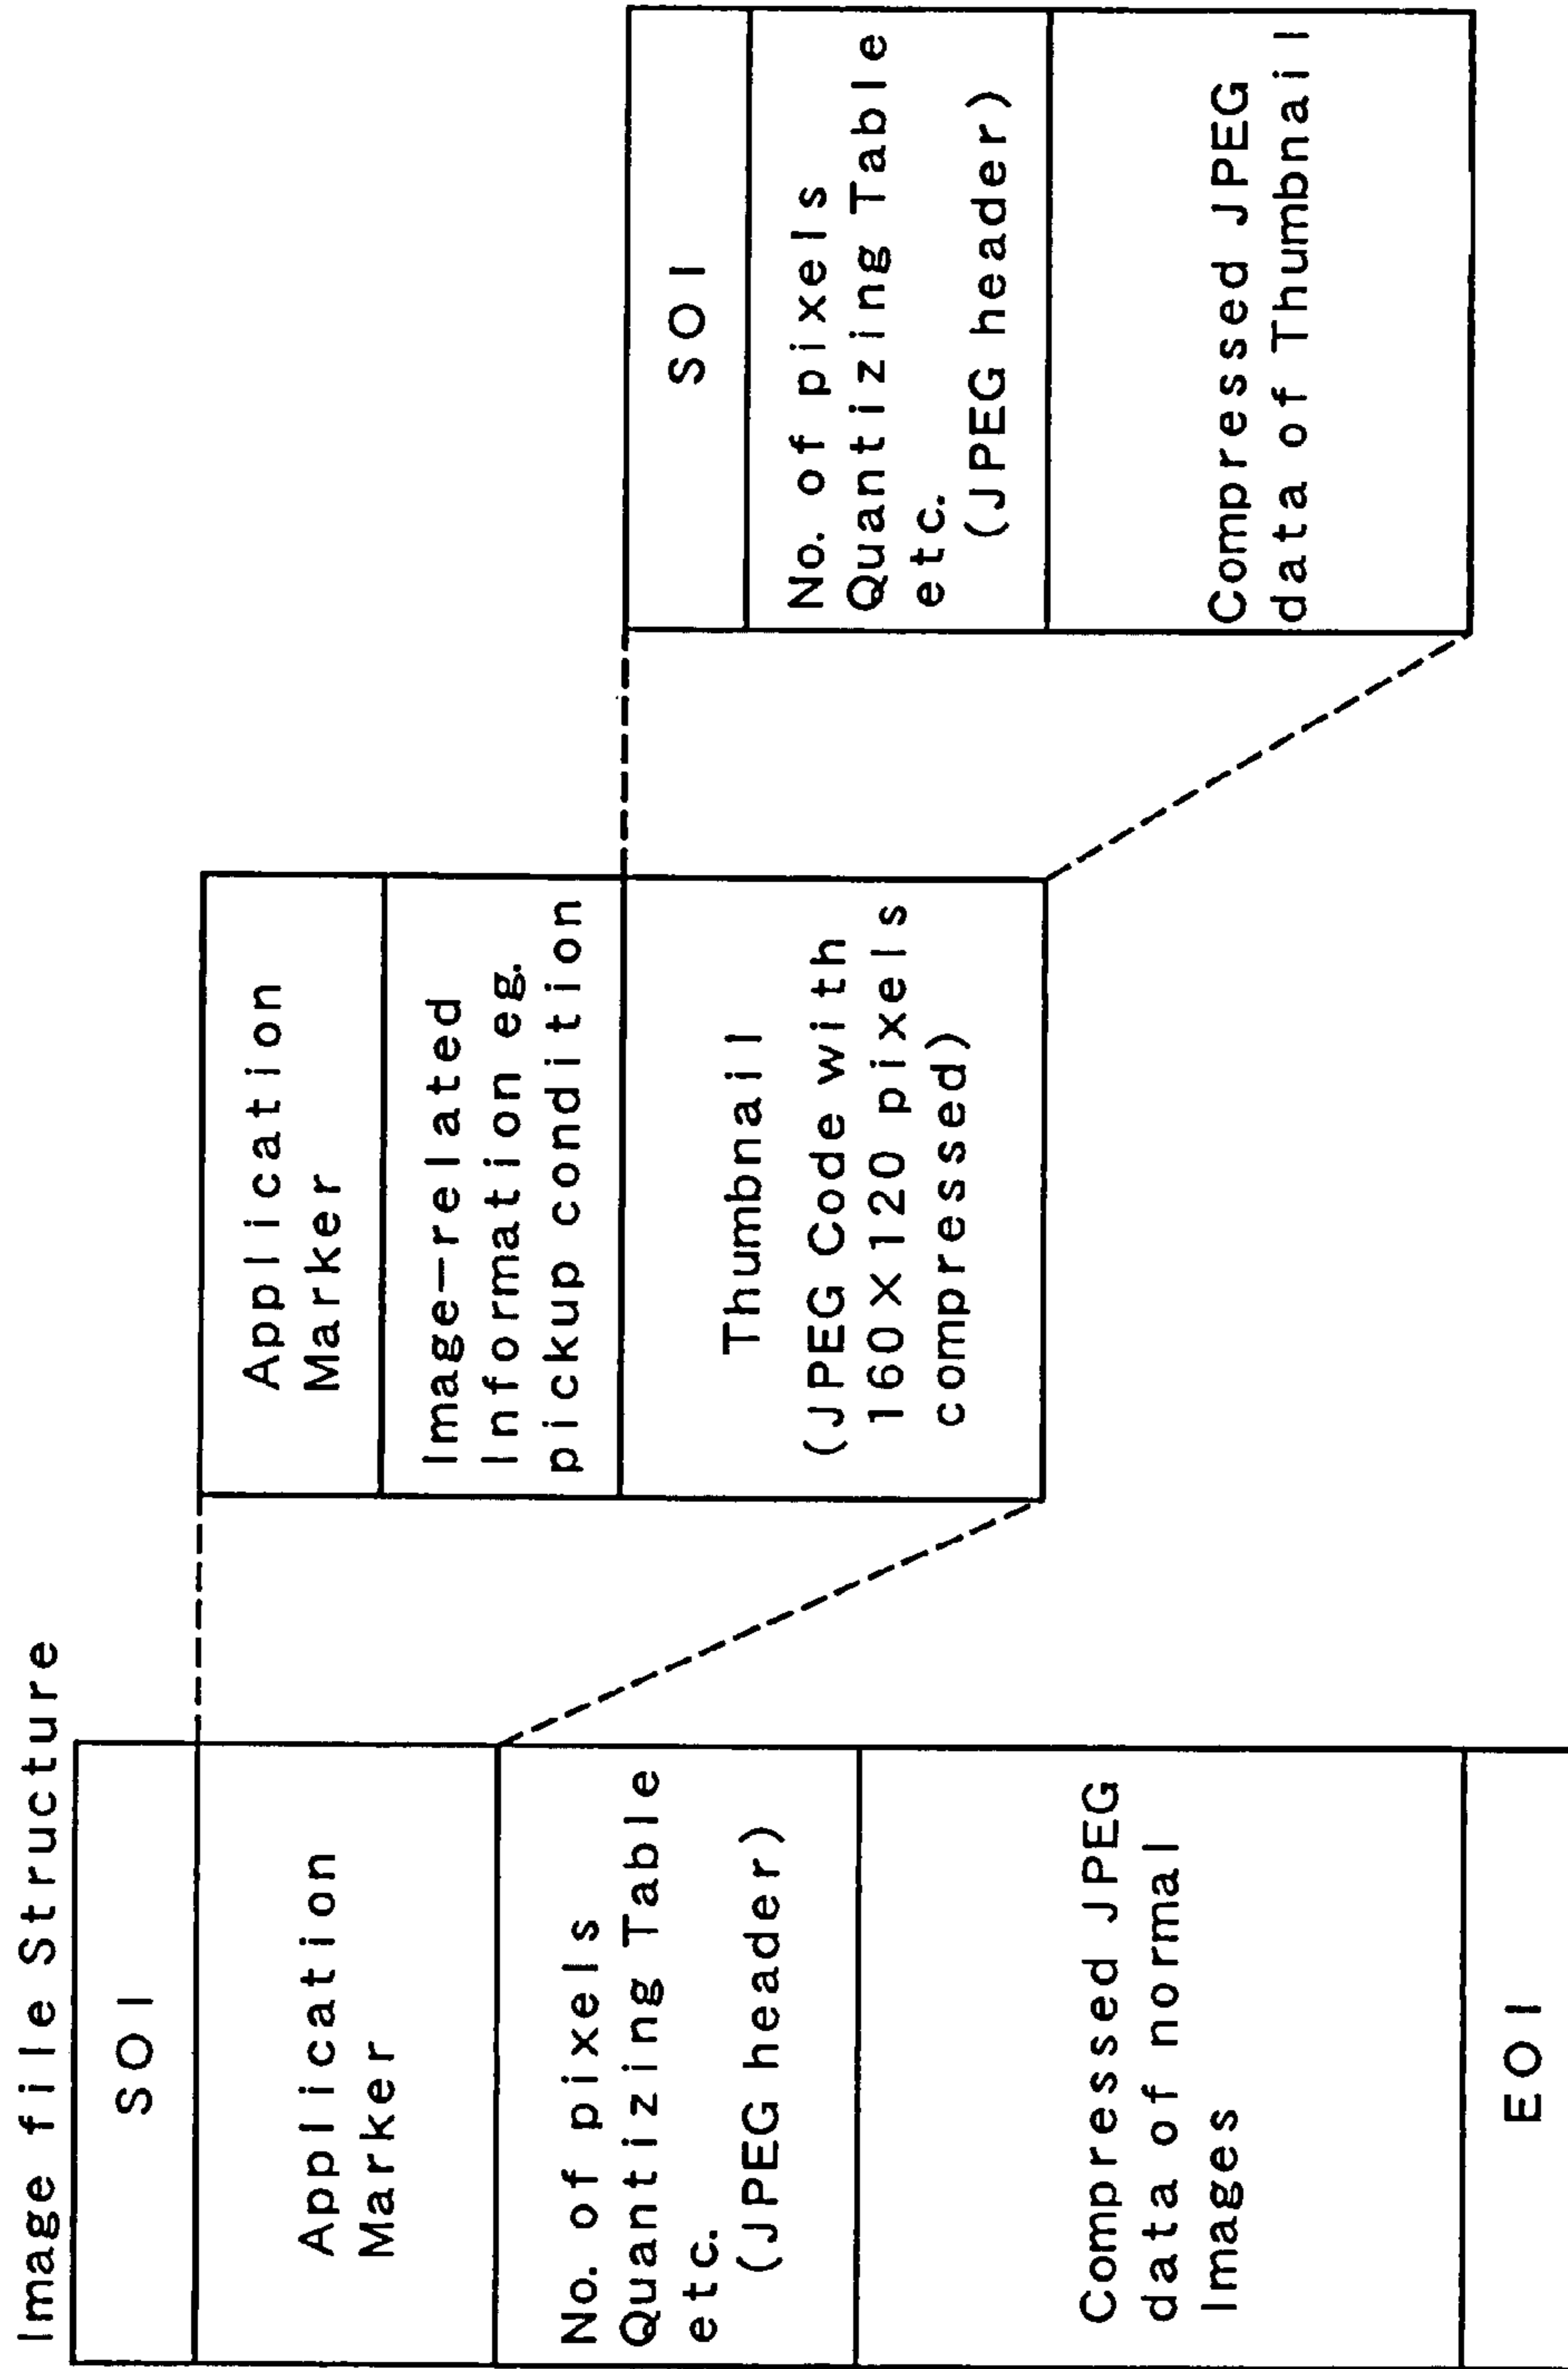 Image file Structure
SOI
Application
Marker
No. of pixels
Quantizing Table
etc.
(JPEG header)
Compressed JPEG
data of normal
Images
EOI
Application
Marker
Image-related
Information eg.
pickup condition
Thumbnail
(JPEG Code with
160×120 pixels
compressed)
SOI
No. of pixels
Quantizing Table
etc.
(JPEG header)
Compressed JPEG
data of Thumbnail